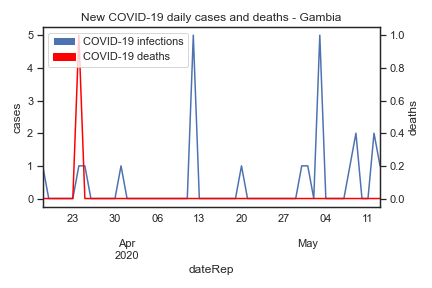 New COVID-19 daily cases and deaths - Gambia
COVID-19 infections
COVID-19 deaths
5
4
3
2
1
0
cases
1.0
0.8
0.6
0.4
0.2
0.0
deaths
23 30 06 13 20 27 04 11
Apr May
2020
dateRep